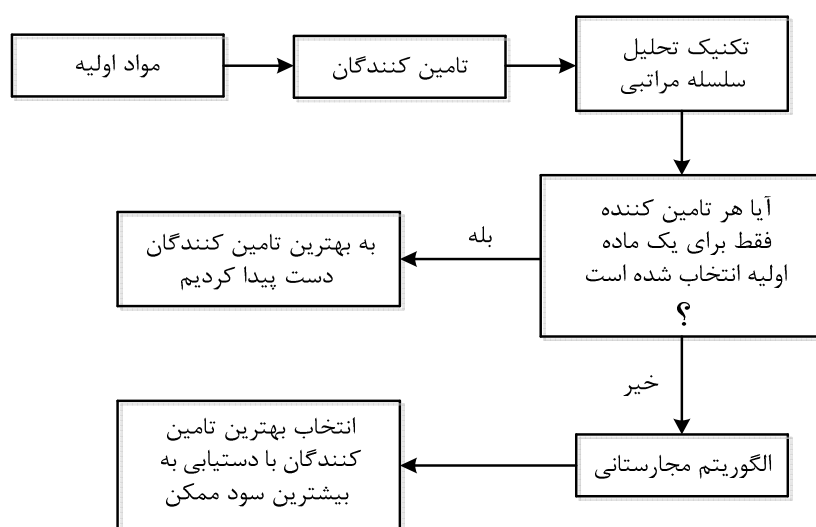 مواد اولیه
تامین کنندگان
تکنیک تحلیل
سلسله مراتبی
آیا هر تامین کننده
فقط برای یک ماده
اولیه انتخاب شده است
؟
بله
به بهترین تامین کنندگان
دست پیدا کردیم
خیر
الگوریتم مجارستانی
انتخاب بهترین تامین
کنندگان با دستیابی به
بیشترین سود ممکن